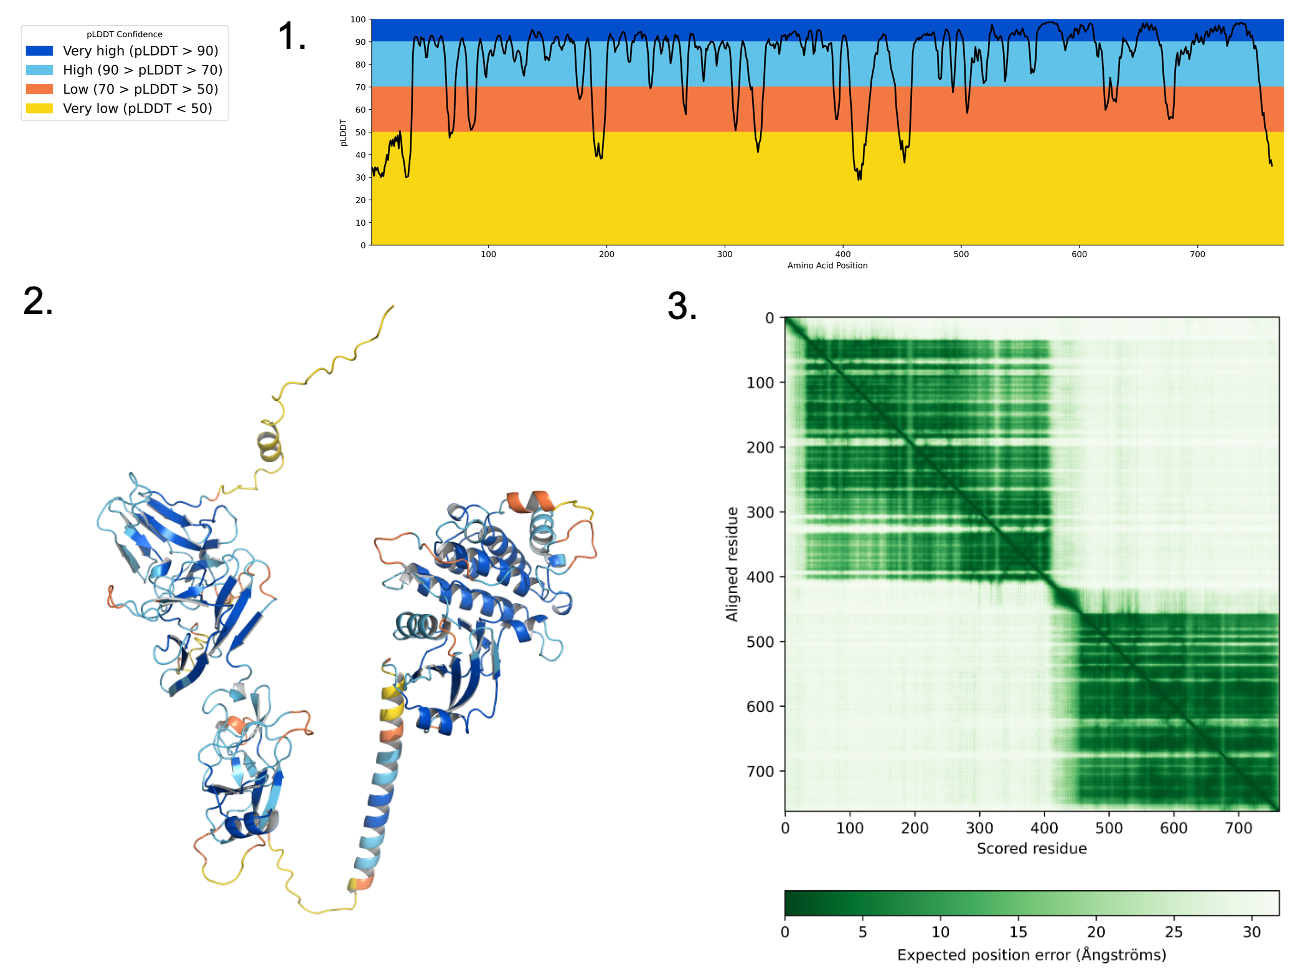 pLDDT Confidence
Very high (pLDDT > 90)
High (90 > pLDDT > 70)
Low (70 > pLDDT > 50)
Very low (pLDDT < 50)
1.
100
90
80
70
60
50
40
30
20
10
0
pLDDT
100 200 300 400 500 600 700
Amino Acid Position
2.
3.
0
100
200
300
400
500
600
700
Aligned residue
0 100 200 300 400 500 600 700
Scored residue
0 5 10 15 20 25 30
Expected position error (Ångströms)